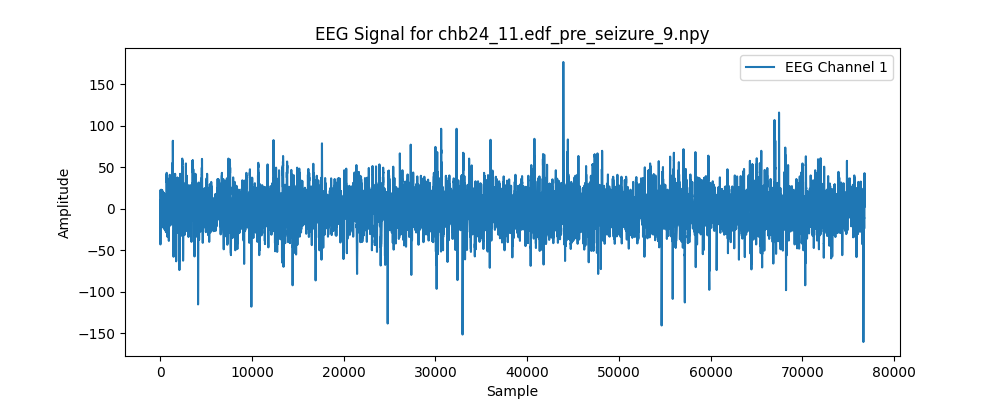 EEG Signal for chb24_11.edf_pre_seizure_9.npy
EEG Channel 1
Amplitude
150
100
50
0
−50
−100
−150
0 10000 20000 30000 40000 50000 60000 70000 80000
Sample